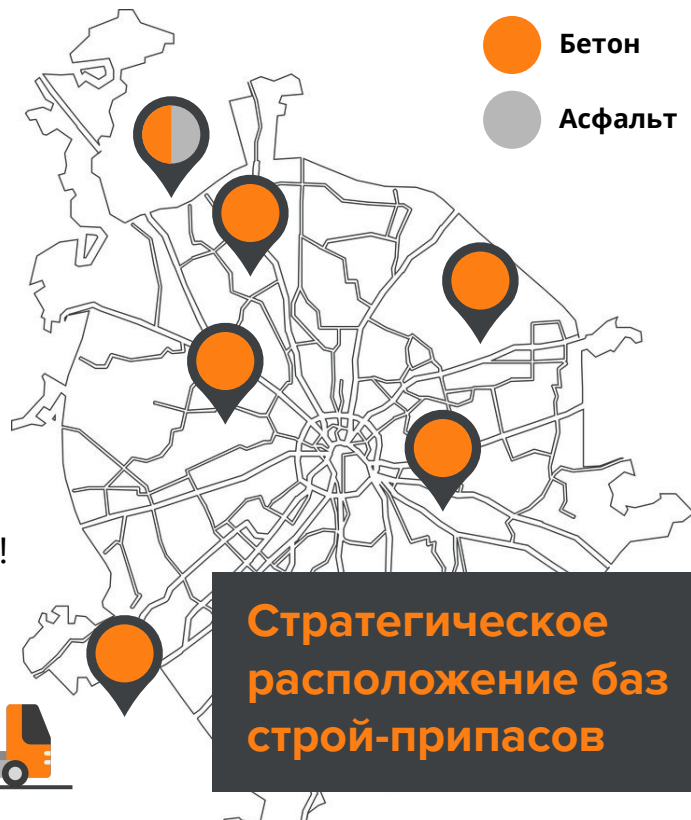 Бетон
Асфальт
!
Стратегическое
расположение баз
строй-припасов